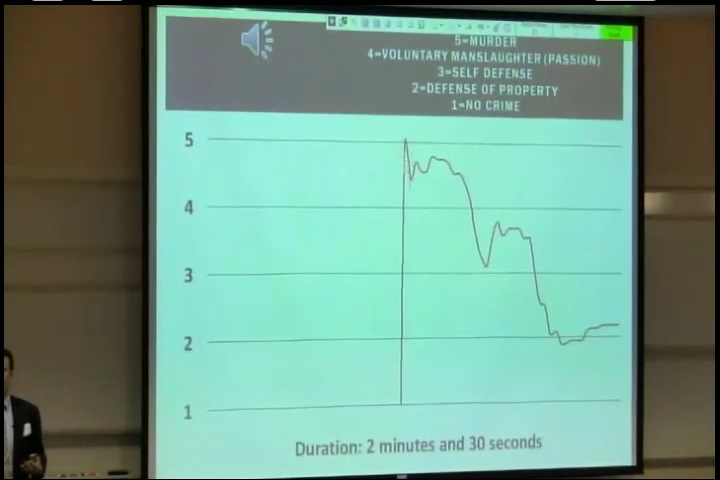 5=MURDER
4=VOLUNTARY MANSLAUGHTER (PASSION)
3=SELF DEFENSE
2=DEFENSE OF PROPERTY
1=NO CRIME
5
4
3
2
1
Duration: 2 minutes and 30 seconds